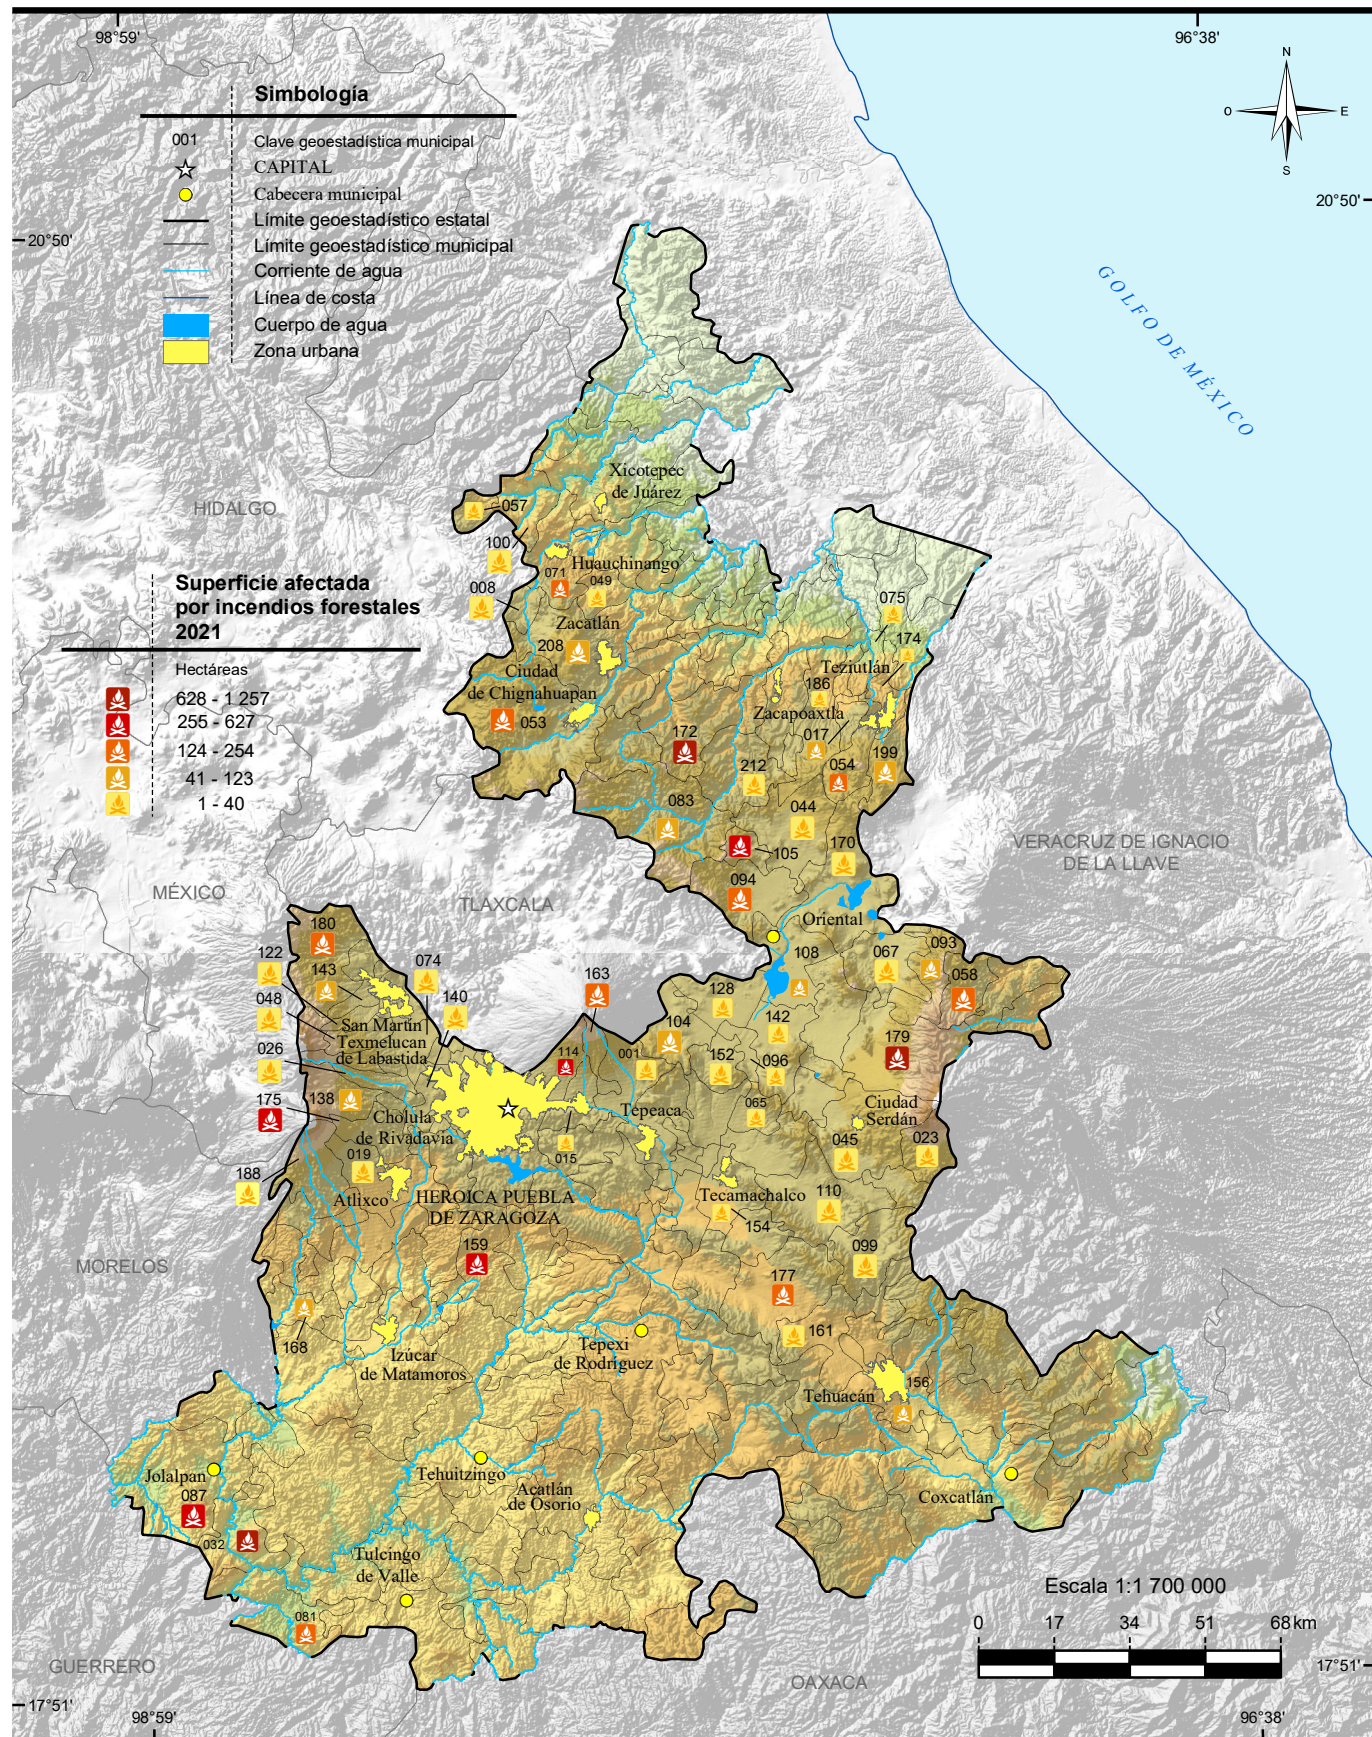 98°59'
96°38'
N
O
E
S
Simbología
001
Clave geoestadística municipal
CAPITAL
Cabecera municipal
Límite geoestadístico estatal
Límite geoestadístico municipal
Corriente de agua
Línea de costa
Cuerpo de agua
Zona urbana
20°50'
20°50'
GOLFO DE MÉXICO
HIDALGO
Xicotepec
de Juárez
057
100
Huauchinango
071
049
008
Superficie afectada
por incendios forestales
2021
Hectáreas
628 - 1 257
255 - 627
124 - 254
41 - 123
1 - 40
Zacatlán
208
Ciudad
de Chignahuapan
053
075
174
Teziutlán
186
Zacapoaxtla
017
172
199
054
212
083
044
105
170
094
VERACRUZ DE IGNACIO
DE LA LLAVE
MÉXICO
TLAXCALA
Oriental
180
122
143
074
048
140
163
108
067
093
058
128
142
104
San Martín
Texmelucan
de Labastida
026
114
001
152
096
179
175
138
Cholula
de Rivadavia
Tepeaca
065
Ciudad
Serdán
015
019
045
023
188
Atlixco
HEROICA PUEBLA
DE ZARAGOZA
Tecamachalco
154
110
099
MORELOS
159
177
168
161
Izúcar
de Matamoros
Tepexi
de Rodríguez
Tehuacán
156
Jolalpan
087
Tehuitzingo
Acatlán
de Osorio
Coxcatlán
032
Tulcingo
de Valle
081
Escala 1:1 700 000
0
17
34
51
68 km
GUERRERO
OAXACA
17°51'
17°51'
98°59'
96°38'